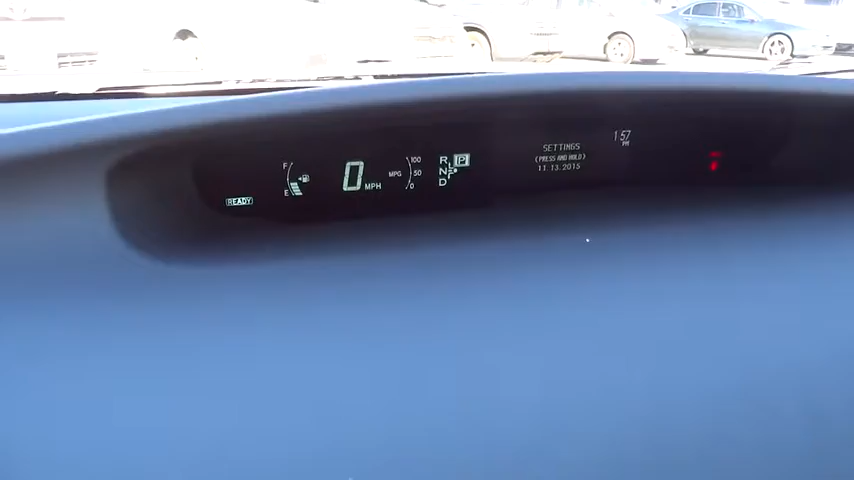 READY
F
E
0 MPH
MPG
100
50
0
R
N
D
P
SETTINGS
(PRESS AND HOLD)
11.13.2015
1:57
PM